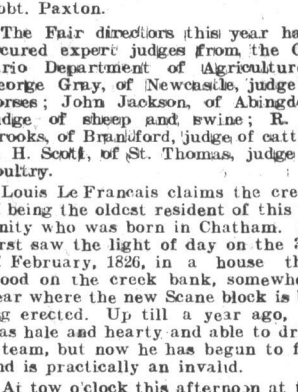 obt. Paxton.
The Fair directors this year ha
cured expert judges from the O
rio Department of Agriculture
eorge Gray, of Newcastle, judge
orses; John Jackson, of Abingd
dge of sheep and swine; R.
rooks, of Brantford, judge of catt
H. Scott, of St. Thomas, judge
ultry.
Louis Le Francais claims the cre
being the oldest resident of this
nity who was born in Chatham.
rst saw the light of day on the
February, 1826, in a house th
ood on the creek bank, somewh
ear where the new Scane block is
g erected. Up till a year ago,
as hale and hearty and able to dr
team, but now he has begun to f
nd is practically an invalid.
At tow o'clock this afternoon at